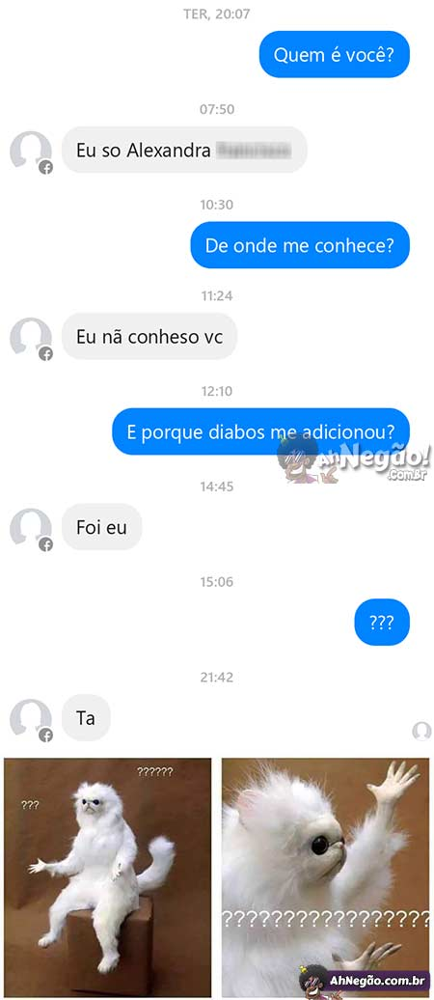 TER, 20:07
Quem é você?
07:50
Eu so Alexandra
10:30
De onde me conhece?
11:24
Eu nã conheso vc
12:10
E porque diabos me adicionou?
AhNegão!
.com.Br
14:45
Foi eu
15:06
???
21:42
Ta
??????
???
?????????????????
AhNegão.com.br